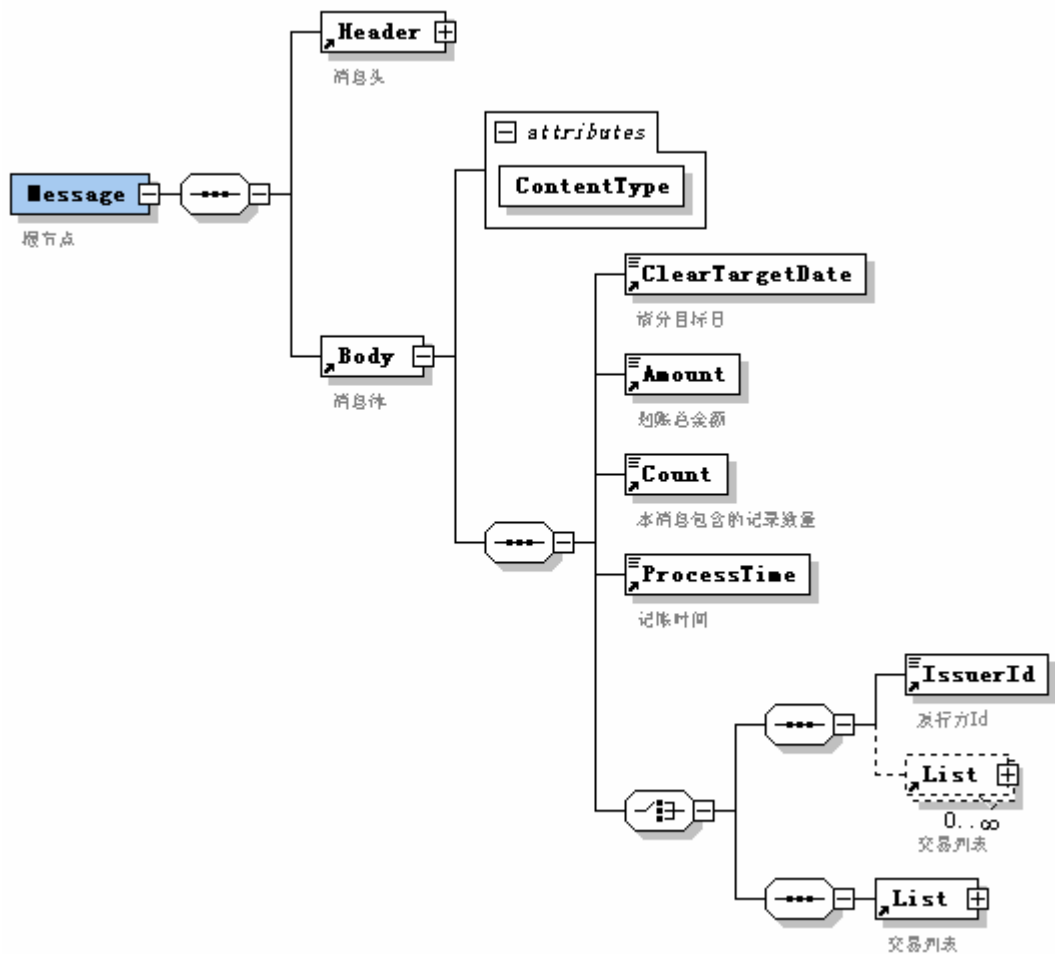 Header
消息头
attributes
ContentType
Message
根节点
ClearTargetDate
清分目标日
Body
消息体
Amount
划账总金额
Count
本消息包含的记录数量
ProcessTime
记账时间
IssuerId
发行方Id
List
0..∞
交易列表
List
交易列表